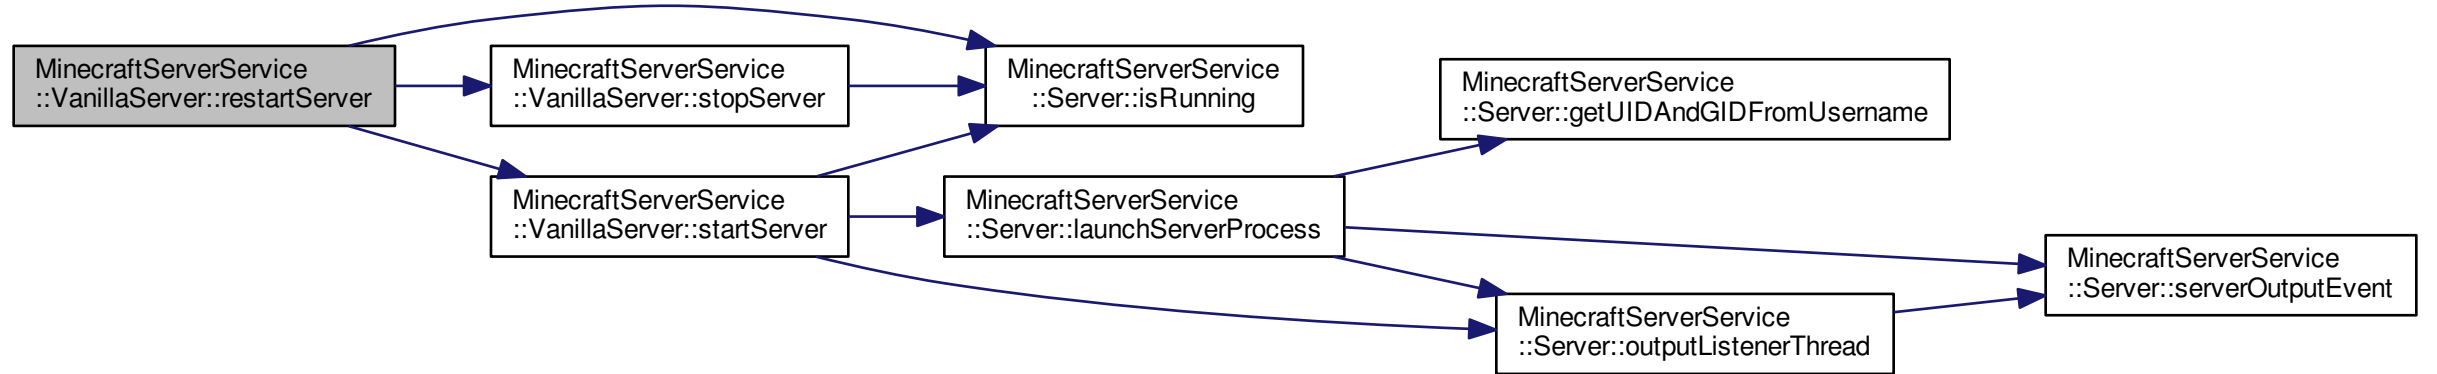 MinecraftServerService
::VanillaServer::restartServer
MinecraftServerService
::VanillaServer::stopServer
MinecraftServerService
::Server::isRunning
MinecraftServerService
::Server::getUIDAndGIDFromUsername
MinecraftServerService
::VanillaServer::startServer
MinecraftServerService
::Server::launchServerProcess
MinecraftServerService
::Server::serverOutputEvent
MinecraftServerService
::Server::outputListenerThread